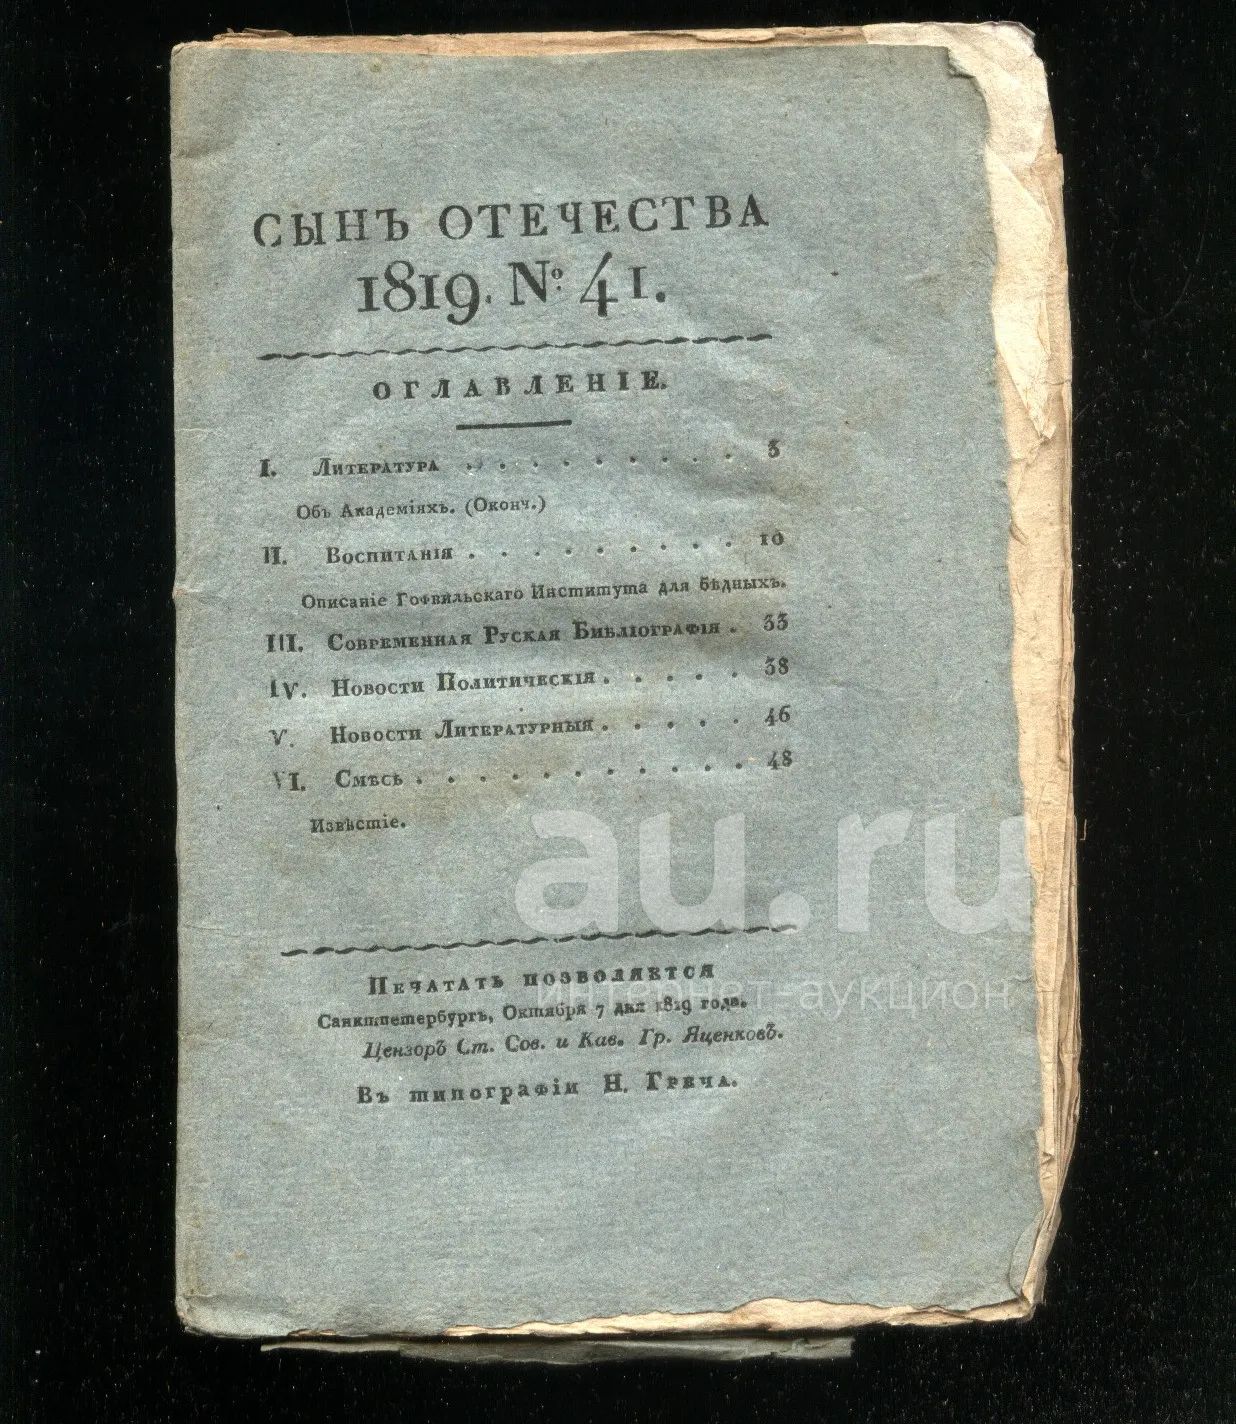 СЫНЪ ОТЕЧЕСТВА
1819. №. 41.
ОГЛАВЛЕНІЕ.
I. Литература . . . . . . . . . 3
Объ Академіяхъ. (Оконч.)
II. Воспитанія . . . . . . . . . 10
Описаніе Гофвильскаго Института для бѣдныхъ.
III. Современная Руская Библіографія . 33
IV. Новости Политическія . . . . . 38
V. Новости Литературныя . . . . . 46
VI. Смѣсь . . . . . . . . . . . 48
Извѣстіе.
au.ru
Печатать позволяется
интернет-аукцион
Санктпетербургъ, Октября 7 дня 1819 года.
Цензоръ Ст. Сов. и Кав. Гр. Яценковъ.
Въ типографіи Н. Греча.